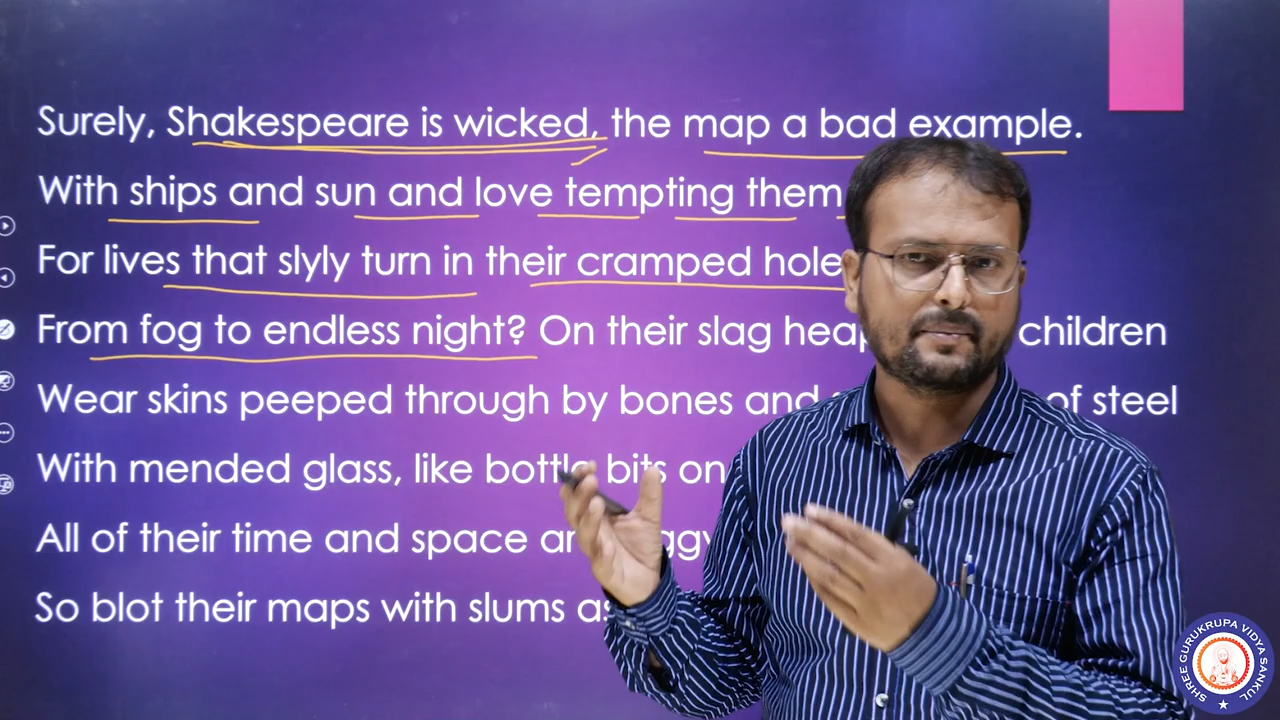 Surely, Shakespeare is wicked, the map a bad example.
With ships and sun and love tempting them
For lives that slyly turn in their cramped hole
From fog to endless night? On their slag children
Wear skins peeped through by bones and of steel
With mended glass, like bottle bits on
All of their time and space
So blot their maps with slums as
SHREE GURUKRUPA VIDYA SANKUL